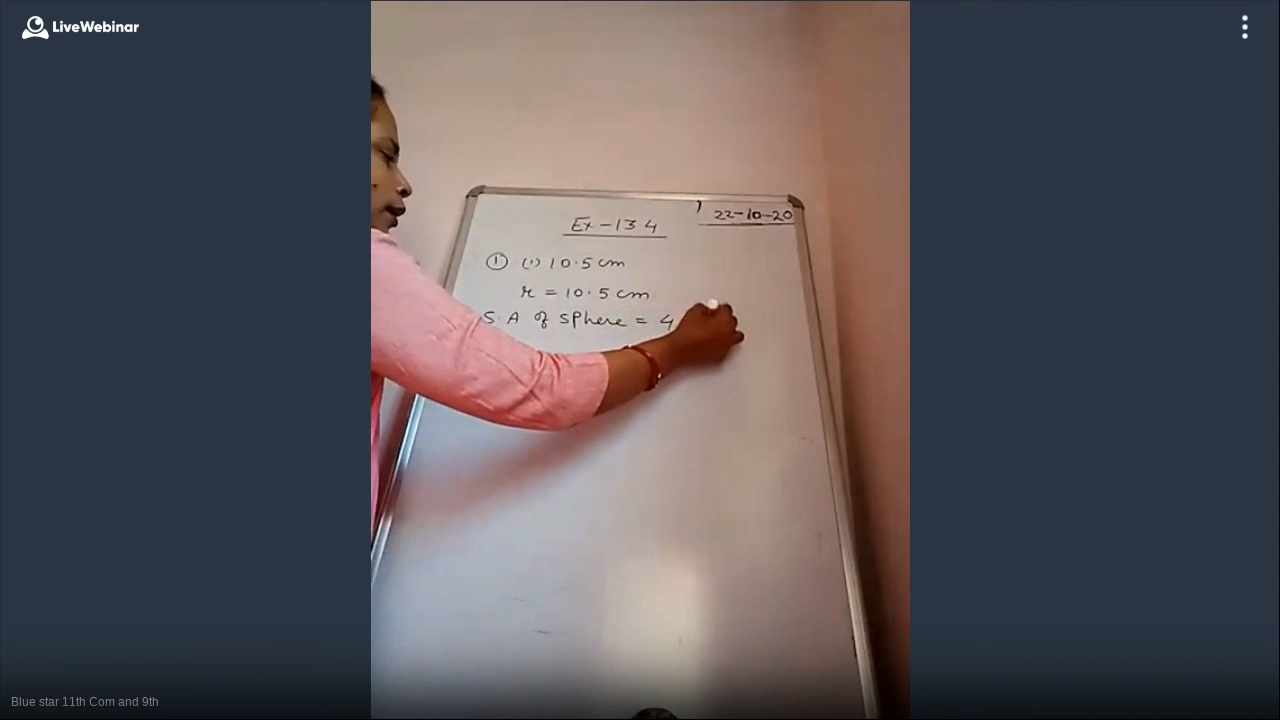 LiveWebinar
22-10-20
Ex-13 4
① (i) 10.5 cm
r = 10.5 cm
S.A of sphere = 4
Blue star 11th Com and 9th